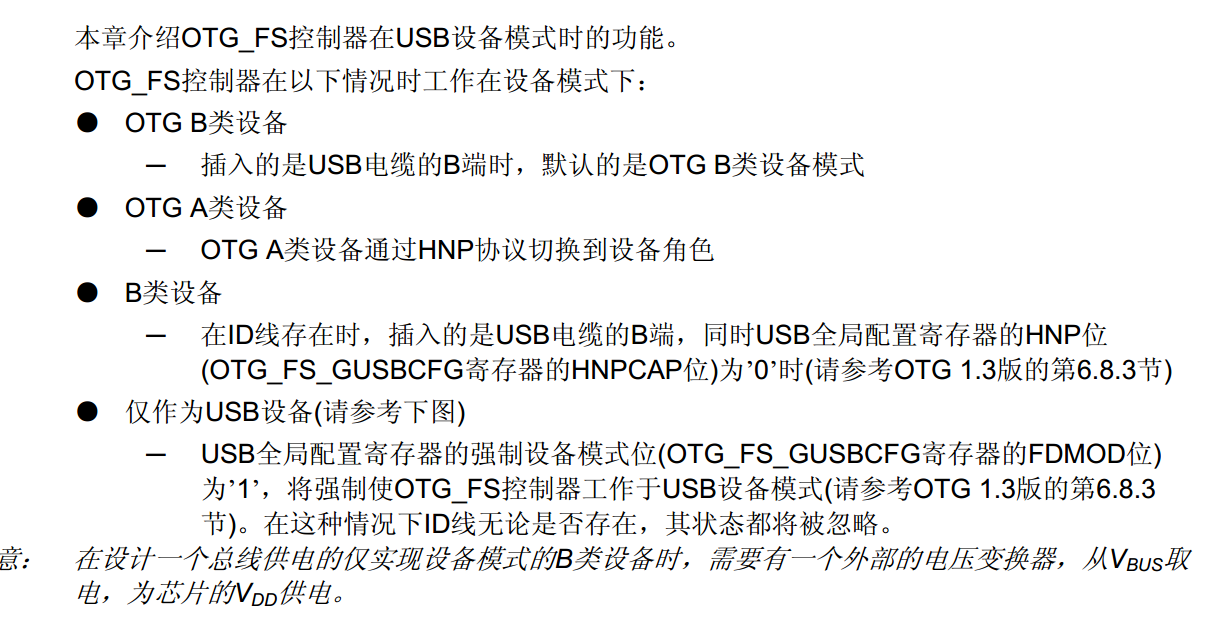 本章介绍OTG_FS控制器在USB设备模式时的功能。
OTG_FS控制器在以下情况时工作在设备模式下：
● OTG B类设备
— 插入的是USB电缆的B端时，默认的是OTG B类设备模式
● OTG A类设备
— OTG A类设备通过HNP协议切换到设备角色
● B类设备
— 在ID线存在时，插入的是USB电缆的B端，同时USB全局配置寄存器的HNP位
(OTG_FS_GUSBCFG寄存器的HNPCAP位)为’0’时(请参考OTG 1.3版的第6.8.3节)
● 仅作为USB设备(请参考下图)
— USB全局配置寄存器的强制设备模式位(OTG_FS_GUSBCFG寄存器的FDMOD位)
为’1’，将强制使OTG_FS控制器工作于USB设备模式(请参考OTG 1.3版的第6.8.3
节)。在这种情况下ID线无论是否存在，其状态都将被忽略。
意： 在设计一个总线供电的仅实现设备模式的B类设备时，需要有一个外部的电压变换器，从VBUS取
电，为芯片的VDD供电。